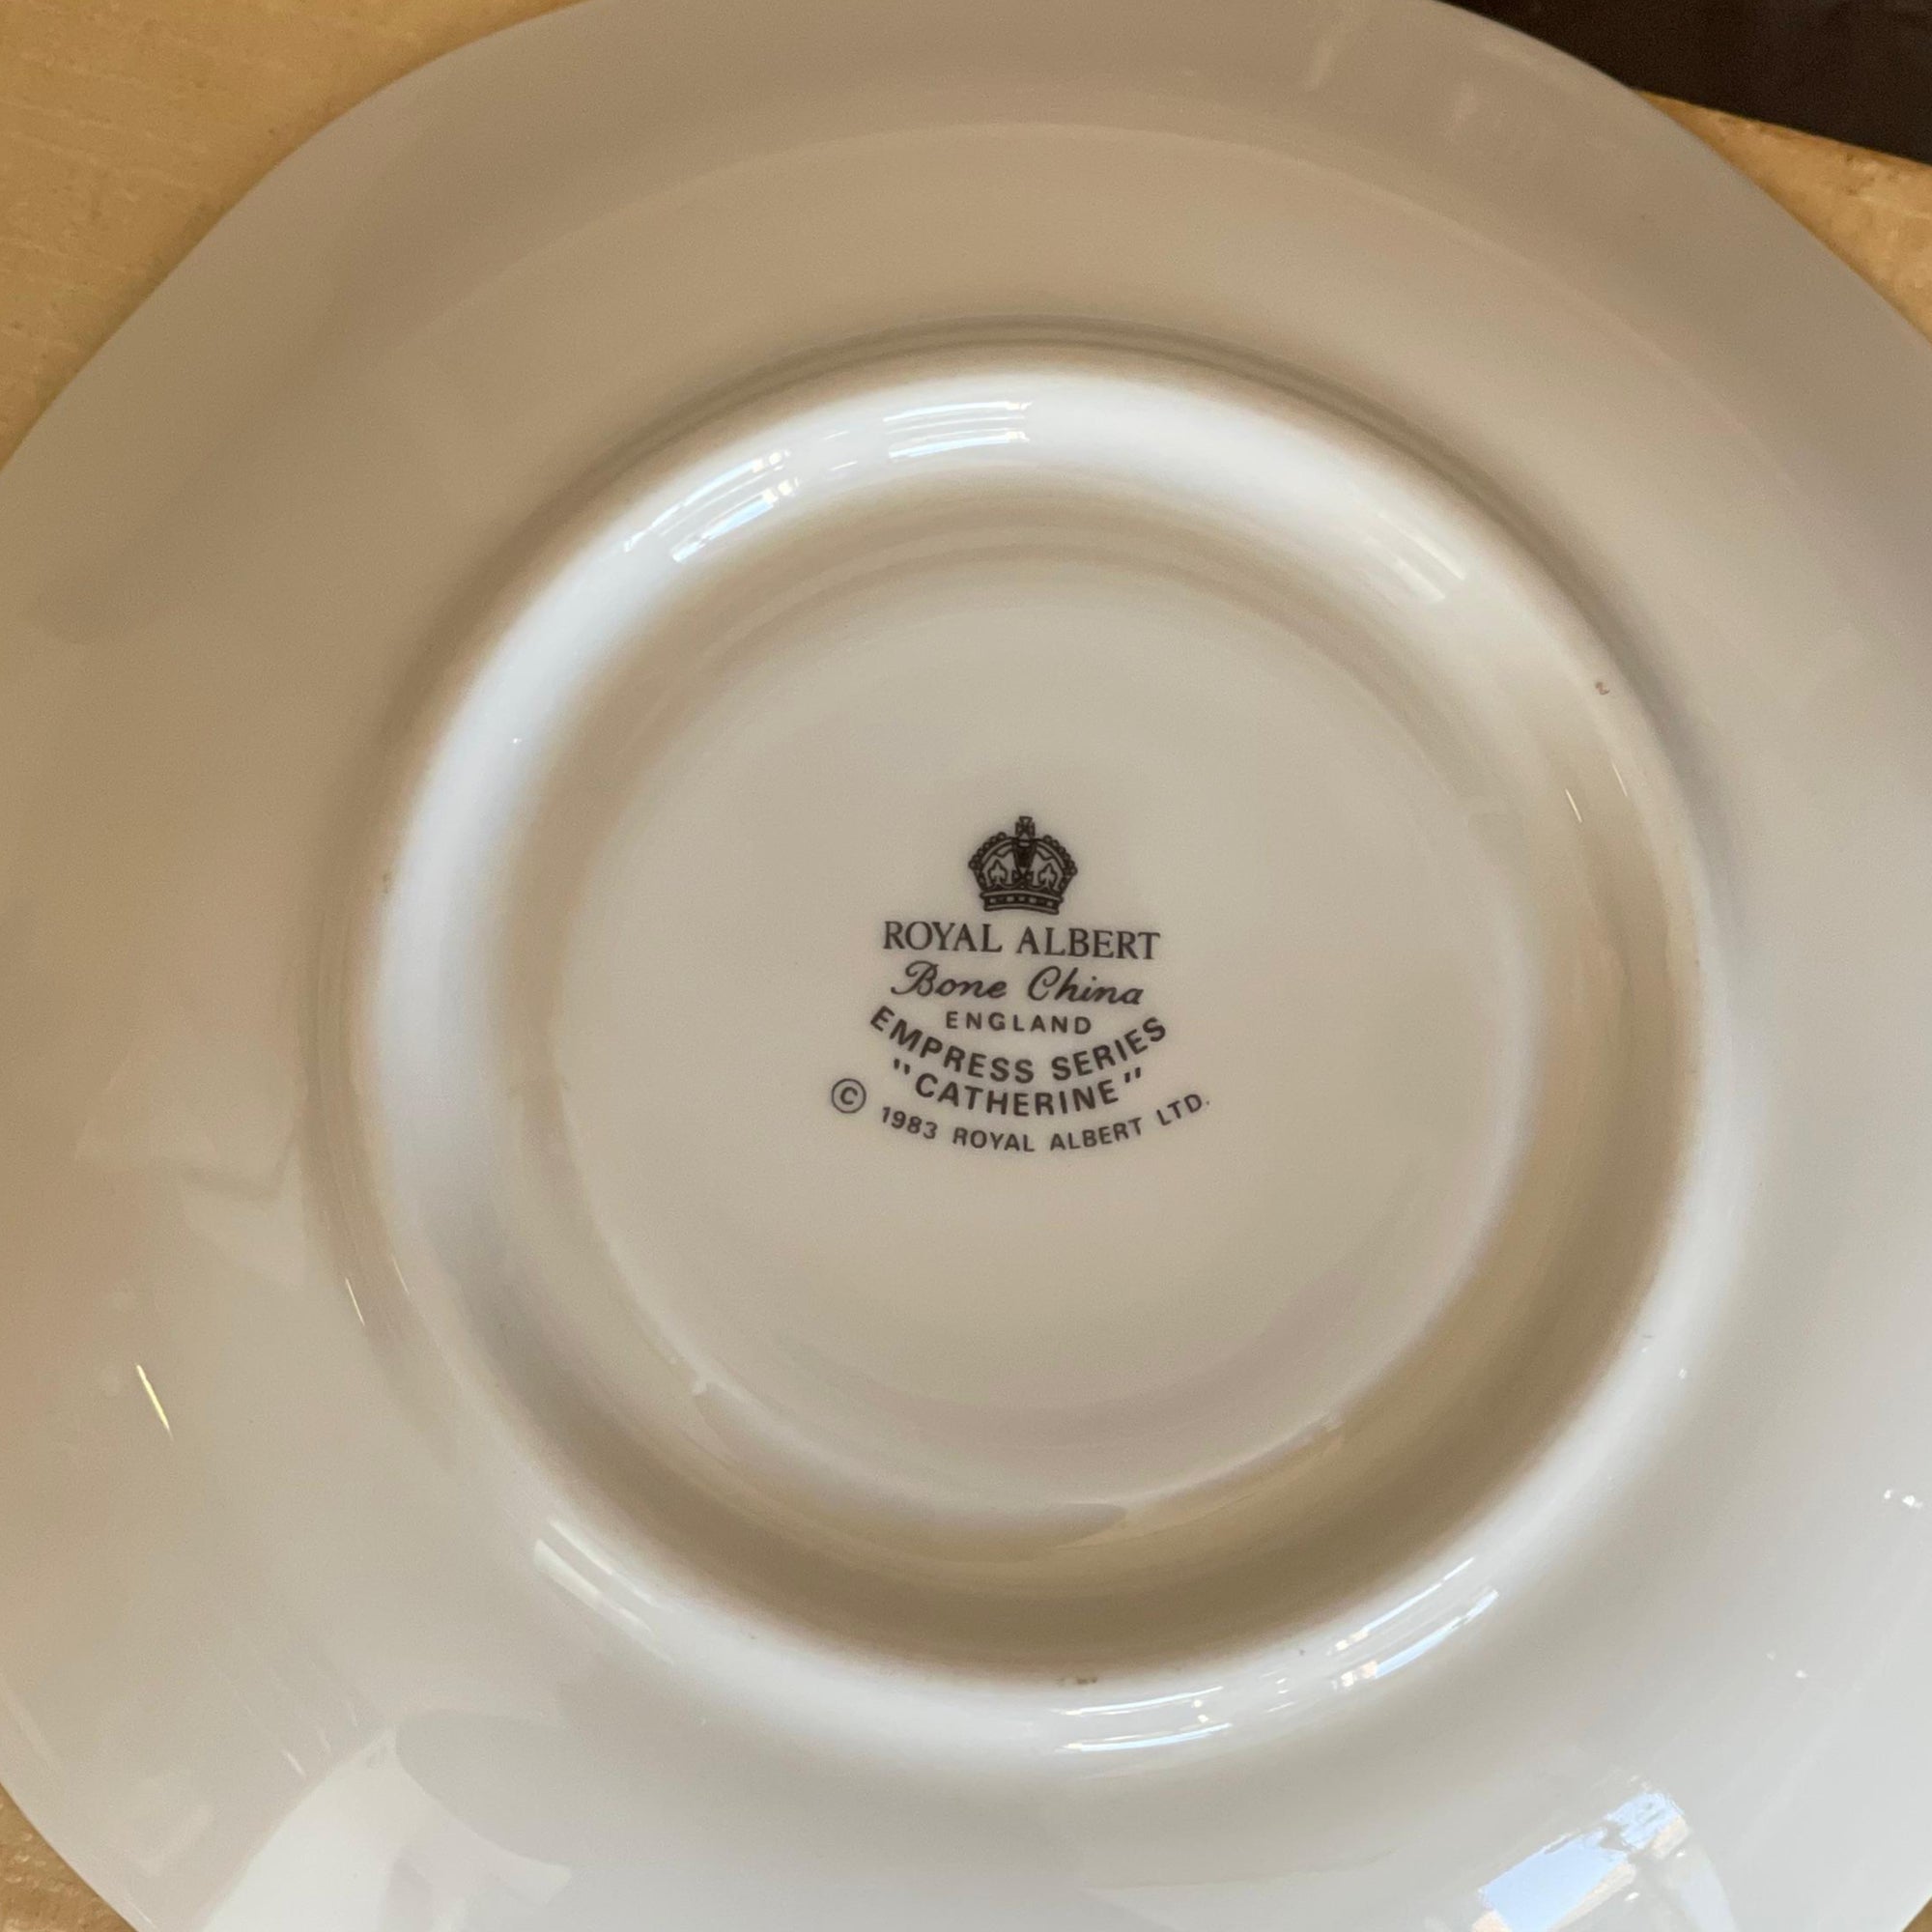 ROYAL ALBERT
Bone China
ENGLAND
EMPRESS SERIES
"CATHERINE"
© 1983 ROYAL ALBERT LTD.